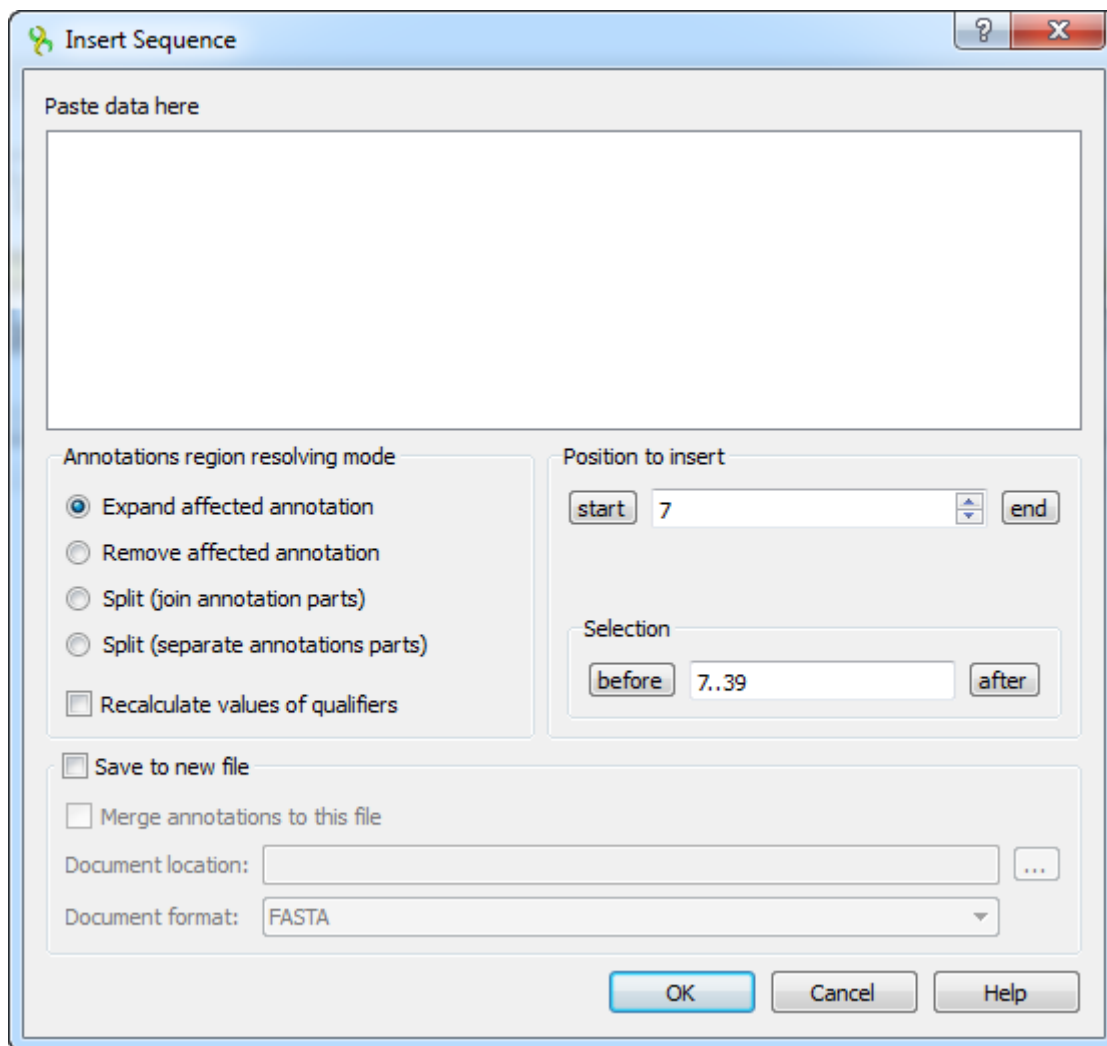 Insert Sequence
?
Paste data here
Annotations region resolving mode
Expand affected annotation
Remove affected annotation
Split (join annotation parts)
Split (separate annotations parts)
Recalculate values of qualifiers
Position to insert
start 7 end
Selection
before 7..39 after
Save to new file
Merge annotations to this file
Document location: ...
Document format: FASTA
OK Cancel Help